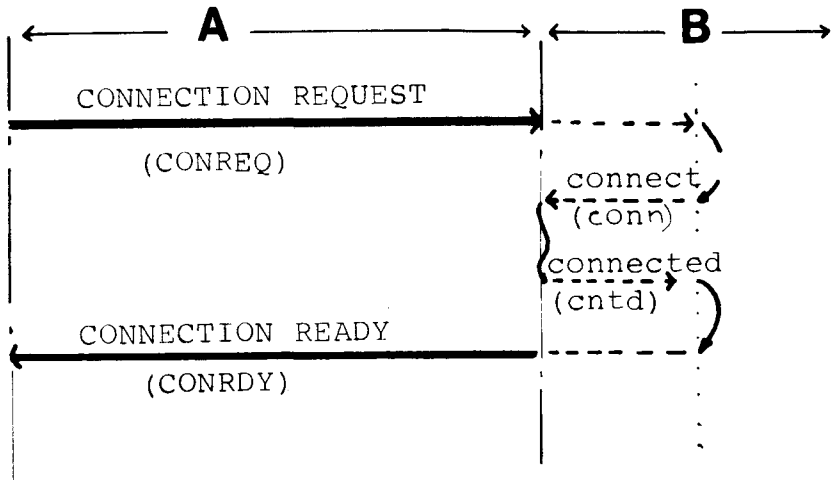 A B
CONNECTION REQUEST
(CONREQ)
connect
(conn)
connected
(cntd)
CONNECTION READY
(CONRDY)